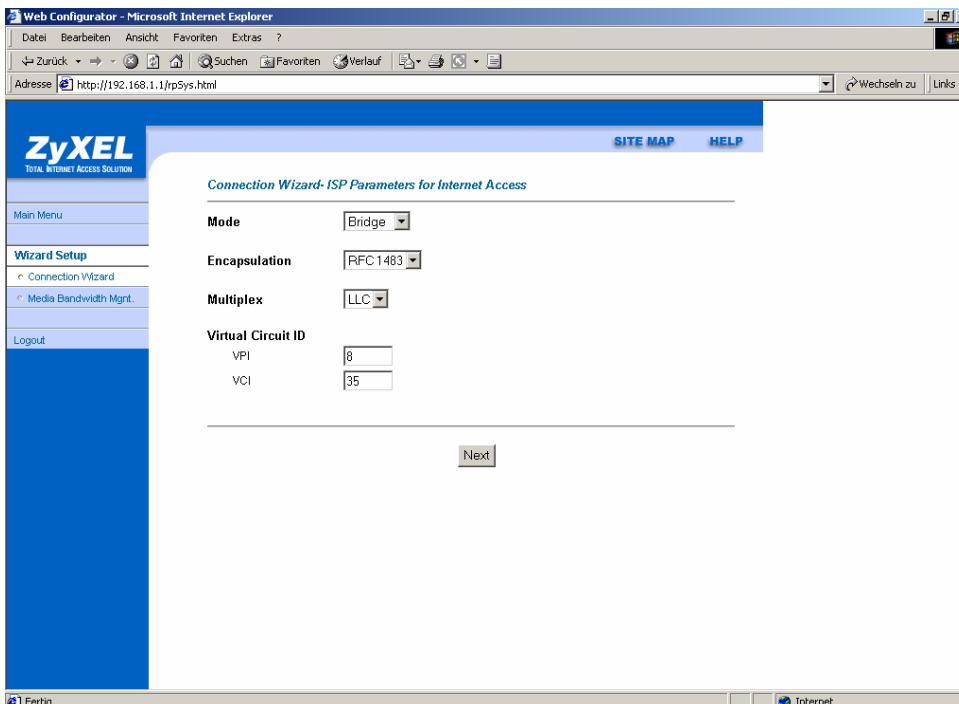 Web Configurator - Microsoft Internet Explorer
Datei Bearbeiten Ansicht Favoriten Extras ?
Zurück Suchen Favoriten Verlauf
Adresse http://192.168.1.1/rpSys.html Wechseln zu Links
ZyXEL
TOTAL INTERNET ACCESS SOLUTION
SITE MAP HELP
Connection Wizard- ISP Parameters for Internet Access
Main Menu
Mode Bridge
Wizard Setup
Encapsulation RFC 1483
Connection Wizard
Media Bandwidth Mgnt.
Multiplex LLC
Logout
Virtual Circuit ID
VPI 8
VCI 35
Next
Fertig Internet